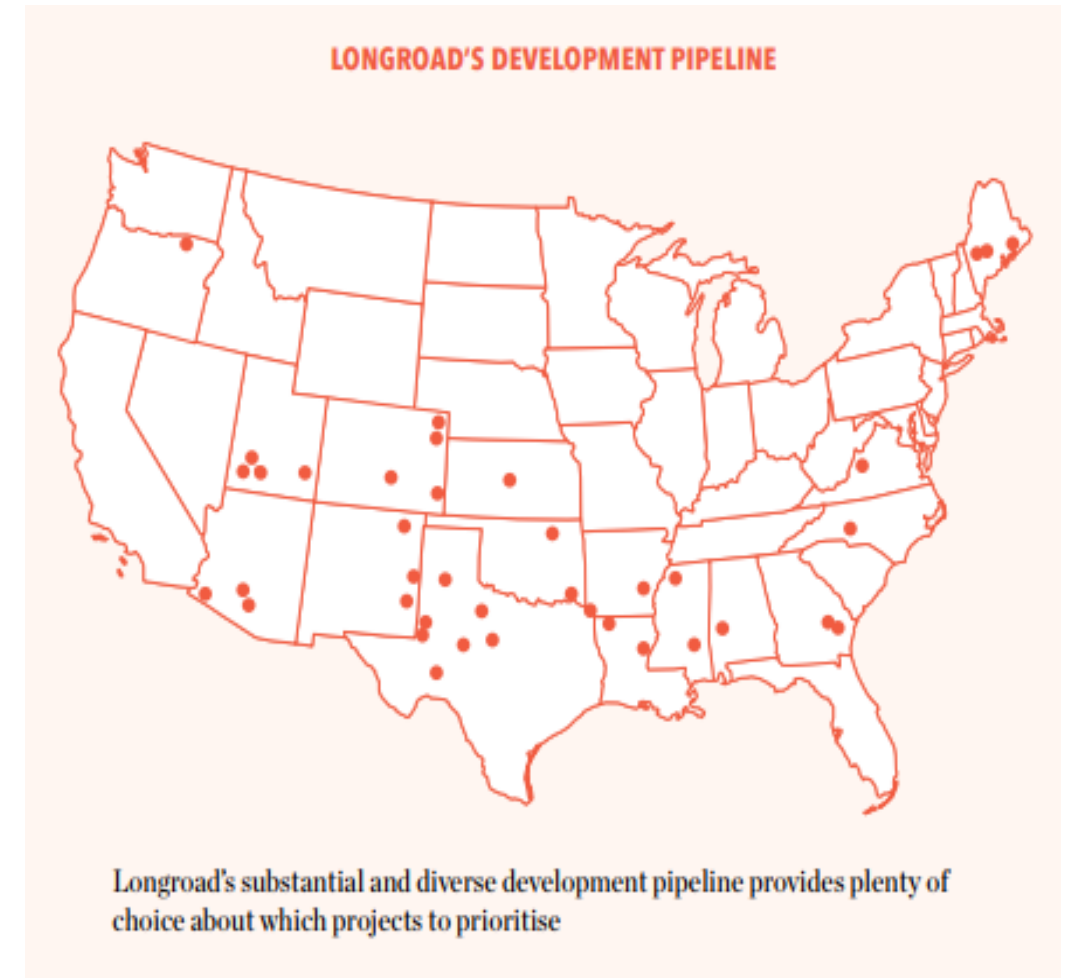 LONGROAD'S DEVELOPMENT PIPELINE
Longroad's substantial and diverse development pipeline provides plenty of
choice about which projects to prioritise